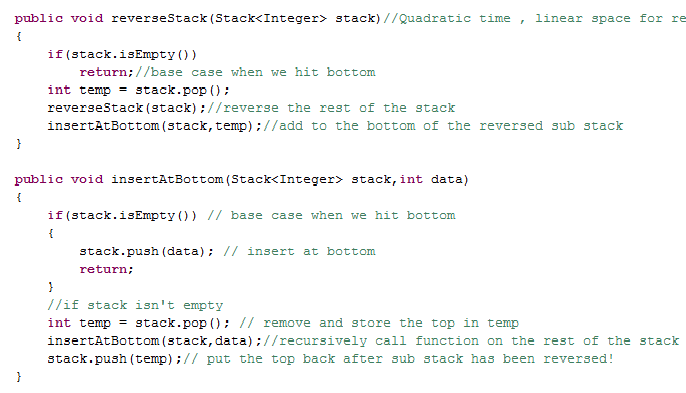 public void reverseStack(Stack<Integer> stack)//Quadratic time , linear space for re
{
    if(stack.isEmpty())
        return;//base case when we hit bottom
    int temp = stack.pop();
    reverseStack(stack);//reverse the rest of the stack
    insertAtBottom(stack,temp);//add to the bottom of the reversed sub stack
}

public void insertAtBottom(Stack<Integer> stack,int data)
{
    if(stack.isEmpty()) // base case when we hit bottom
    {
        stack.push(data); // insert at bottom
        return;
    }
    //if stack isn't empty
    int temp = stack.pop(); // remove and store the top in temp
    insertAtBottom(stack,data);//recursively call function on the rest of the stack
    stack.push(temp);// put the top back after sub stack has been reversed!
}